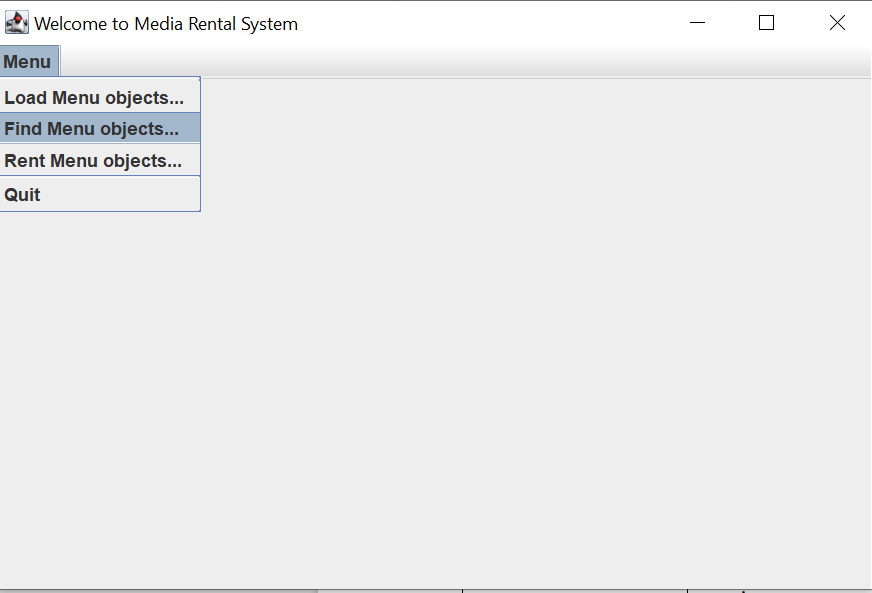 Welcome to Media Rental System
Menu
Load Menu objects...
Find Menu objects...
Rent Menu objects...
Quit